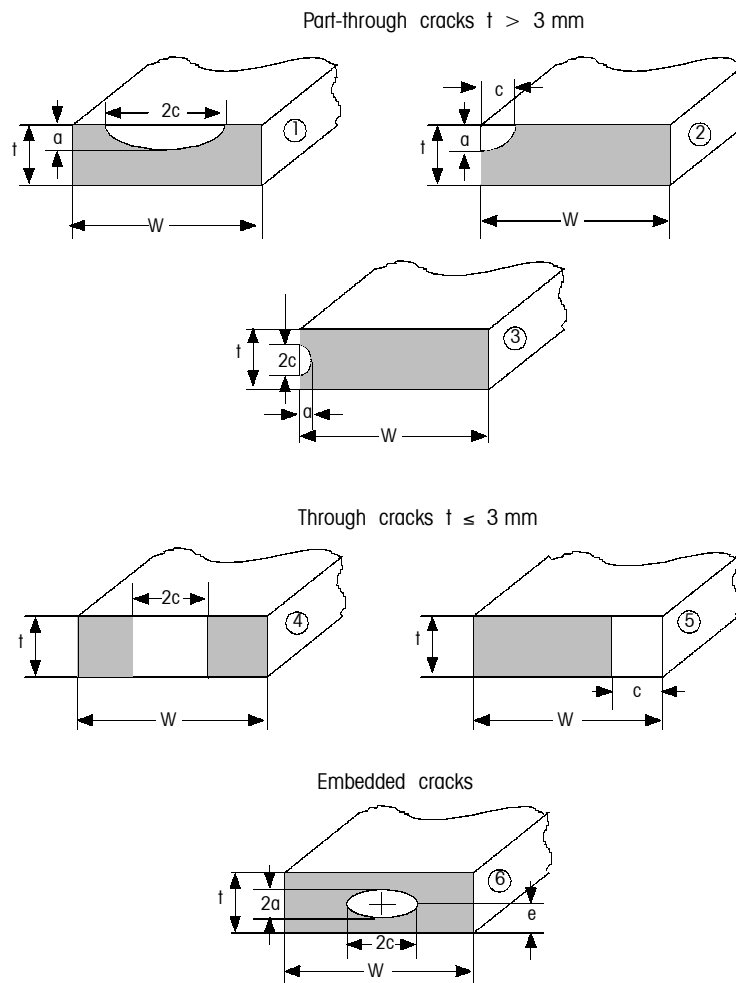 Part-through cracks t > 3 mm
2c
a
t
1
W
c
a
t
2
W
t
2c
3
a
W
Through cracks t ≤ 3 mm
2c
t
4
W
t
5
c
W
Embedded cracks
t
2a
6
e
2c
W